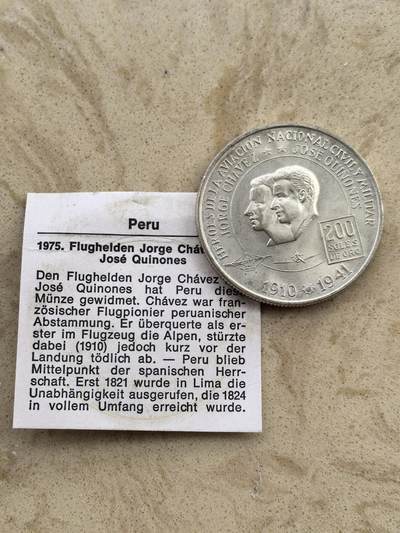 Peru
1975. Flughelden Jorge Cháv
José Quinones
Den Flughelden Jorge Chávez
José Quinones hat Peru dies
Münze gewidmet. Chávez war fran-
zösischer Flugpionier peruanischer
Abstammung. Er überquerte als er-
ster im Flugzeug die Alpen, stürzte
dabei (1910) jedoch kurz vor der
Landung tödlich ab. — Peru blieb
Mittelpunkt der spanischen Herr-
schaft. Erst 1821 wurde in Lima die
Unabhängigkeit ausgerufen, die 1824
in vollem Umfang erreicht wurde.
HEROES DE LA AVIACION NACIONAL CIVIL Y MILITAR
JORGE CHAVEZ JOSE QUIÑONES
200
SOLES
DE ORO
1910 1941